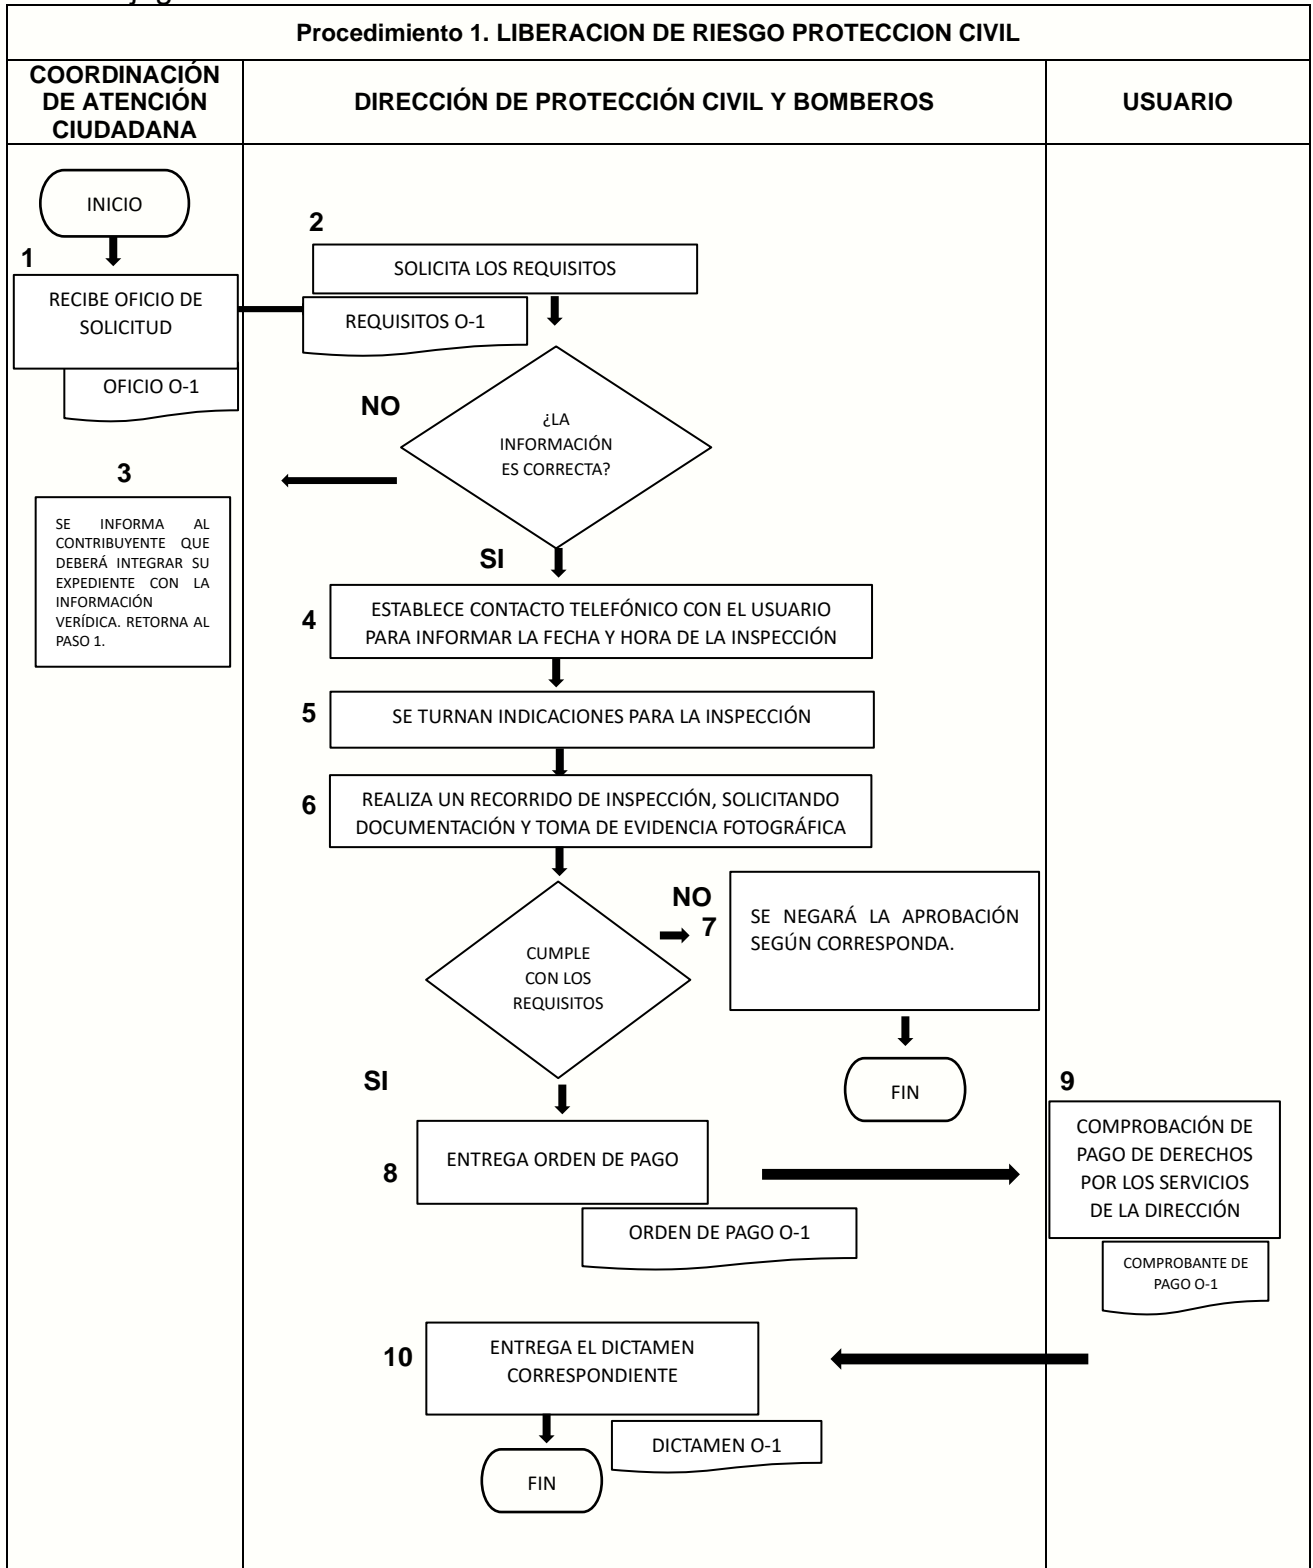 Procedimiento 1. LIBERACION DE RIESGO PROTECCION CIVIL
COORDINACIÓN
DE ATENCIÓN
CIUDADANA
DIRECCIÓN DE PROTECCIÓN CIVIL Y BOMBEROS
USUARIO
INICIO
1
RECIBE OFICIO DE
SOLICITUD
OFICIO O-1
2
SOLICITA LOS REQUISITOS
REQUISITOS O-1
¿LA
INFORMACIÓN
ES CORRECTA?
NO
3
SE INFORMA AL
CONTRIBUYENTE QUE
DEBERÁ INTEGRAR SU
EXPEDIENTE CON LA
INFORMACIÓN
VERÍDICA. RETORNA AL
PASO 1.
SI
4
ESTABLECE CONTACTO TELEFÓNICO CON EL USUARIO
PARA INFORMAR LA FECHA Y HORA DE LA INSPECCIÓN
5
SE TURNAN INDICACIONES PARA LA INSPECCIÓN
6
REALIZA UN RECORRIDO DE INSPECCIÓN, SOLICITANDO
DOCUMENTACIÓN Y TOMA DE EVIDENCIA FOTOGRÁFICA
CUMPLE
CON LOS
REQUISITOS
NO
7
SE NEGARÁ LA APROBACIÓN
SEGÚN CORRESPONDA.
FIN
SI
8
ENTREGA ORDEN DE PAGO
ORDEN DE PAGO O-1
9
COMPROBACIÓN DE
PAGO DE DERECHOS
POR LOS SERVICIOS
DE LA DIRECCIÓN
COMPROBANTE DE
PAGO O-1
10
ENTREGA EL DICTAMEN
CORRESPONDIENTE
DICTAMEN O-1
FIN